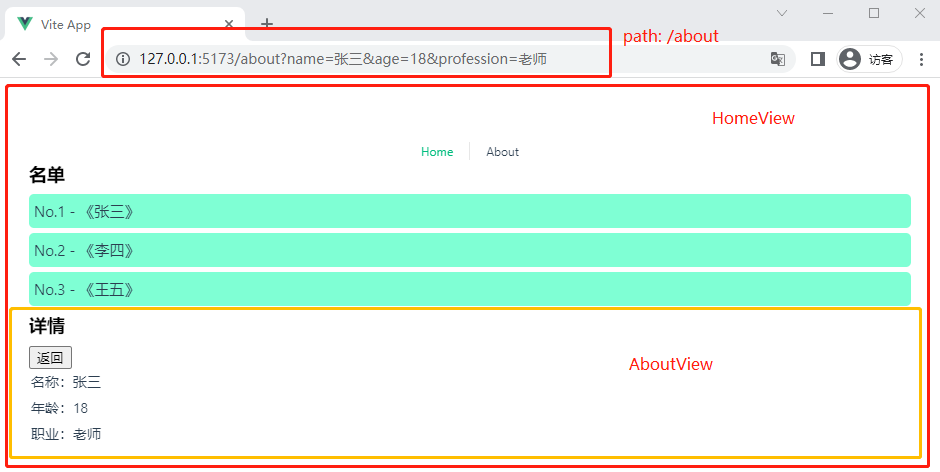 Vite App
127.0.0.1:5173/about?name=张三&age=18&profession=老师
path: /about
访客
HomeView
Home
About
名单
No.1 - 《张三》
No.2 - 《李四》
No.3 - 《王五》
详情
返回
AboutView
名称：张三
年龄：18
职业：老师